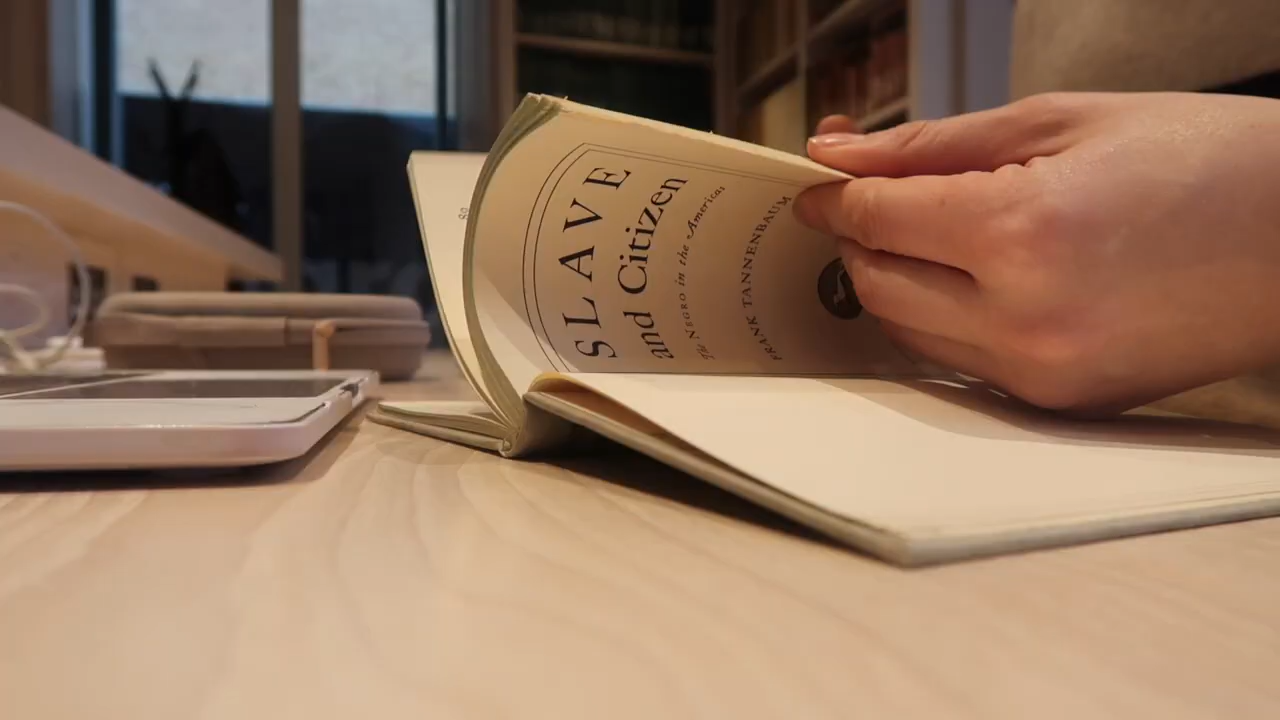 SLAVE
and Citizen
The NEGRO in the Americas
FRANK TANNENBAUM